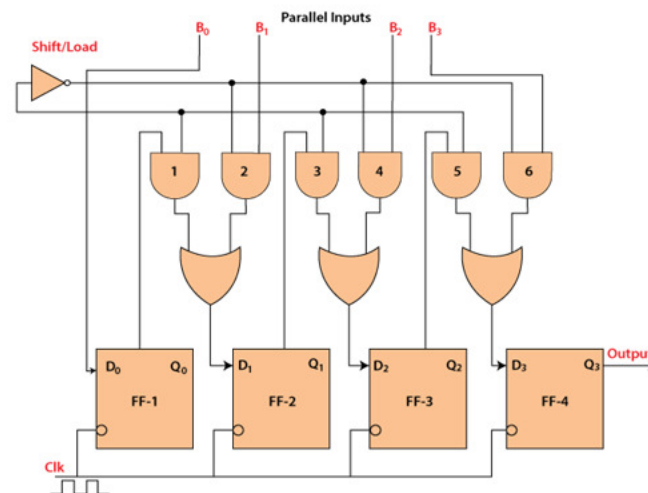 Parallel Inputs
B₀ B₁ B₂ B₃
Shift/Load
1 2 3 4 5 6
D₀ Q₀ D₁ Q₁ D₂ Q₂ D₃ Q₃ Output
FF-1 FF-2 FF-3 FF-4
Clk